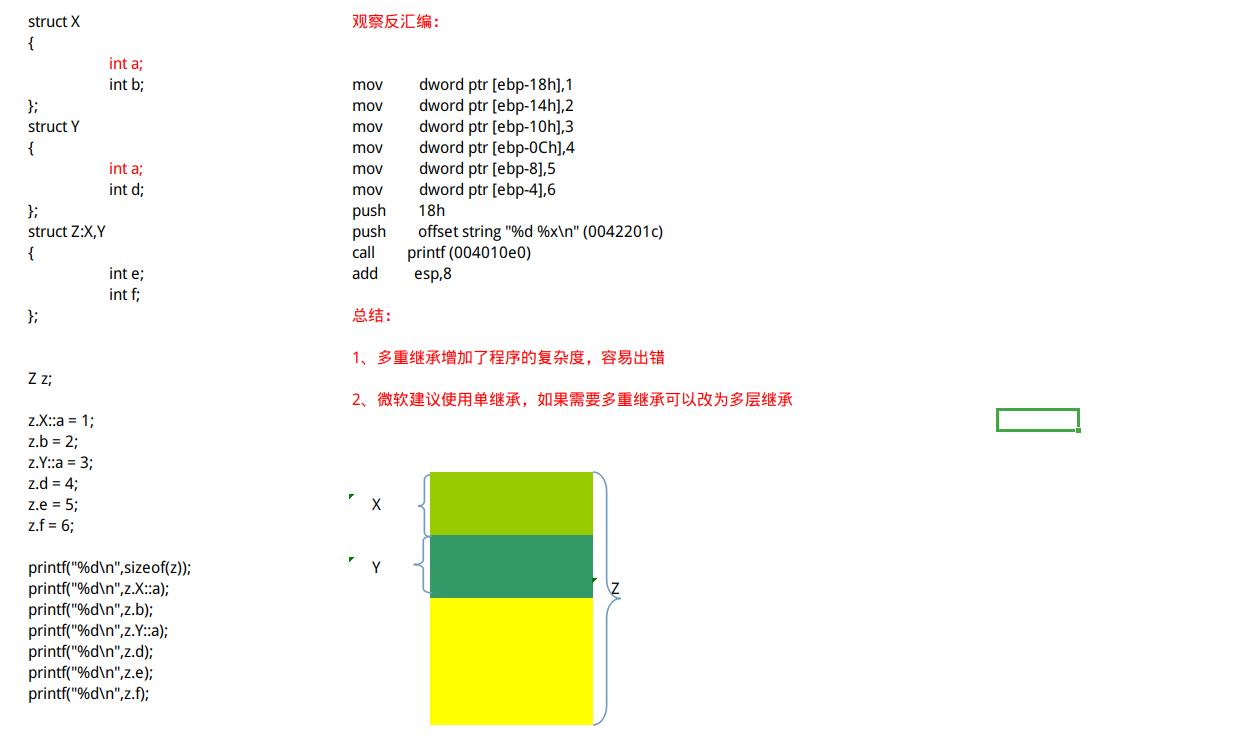 struct X
{
int a;
int b;
};
struct Y
{
int a;
int d;
};
struct Z:X,Y
{
int e;
int f;
};
Z z;
z.X::a = 1;
z.b = 2;
z.Y::a = 3;
z.d = 4;
z.e = 5;
z.f = 6;
printf("%d\n",sizeof(z));
printf("%d\n",z.X::a);
printf("%d\n",z.b);
printf("%d\n",z.Y::a);
printf("%d\n",z.d);
printf("%d\n",z.e);
printf("%d\n",z.f);
观察反汇编：
mov dword ptr [ebp-18h],1
mov dword ptr [ebp-14h],2
mov dword ptr [ebp-10h],3
mov dword ptr [ebp-0Ch],4
mov dword ptr [ebp-8],5
mov dword ptr [ebp-4],6
push 18h
push offset string "%d %x\n" (0042201c)
call printf (004010e0)
add esp,8
总结：
1、多重继承增加了程序的复杂度，容易出错
2、微软建议使用单继承，如果需要多重继承可以改为多层继承
X
Y
Z